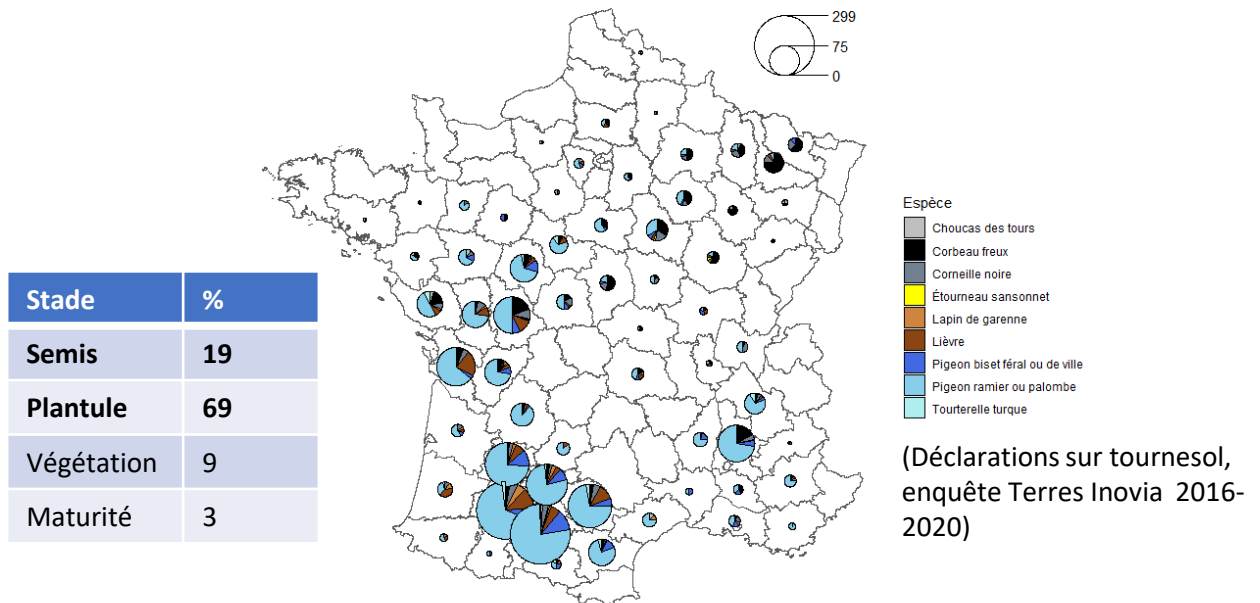 299
75
0
Stade %
Semis 19
Plantule 69
Végétation 9
Maturité 3
Espèce
Choucas des tours
Corbeau freux
Corneille noire
Étourneau sansonnet
Lapin de garenne
Lièvre
Pigeon biset féral ou de ville
Pigeon ramier ou palombe
Tourterelle turque
(Déclarations sur tournesol,
enquête Terres Inovia 2016-
2020)